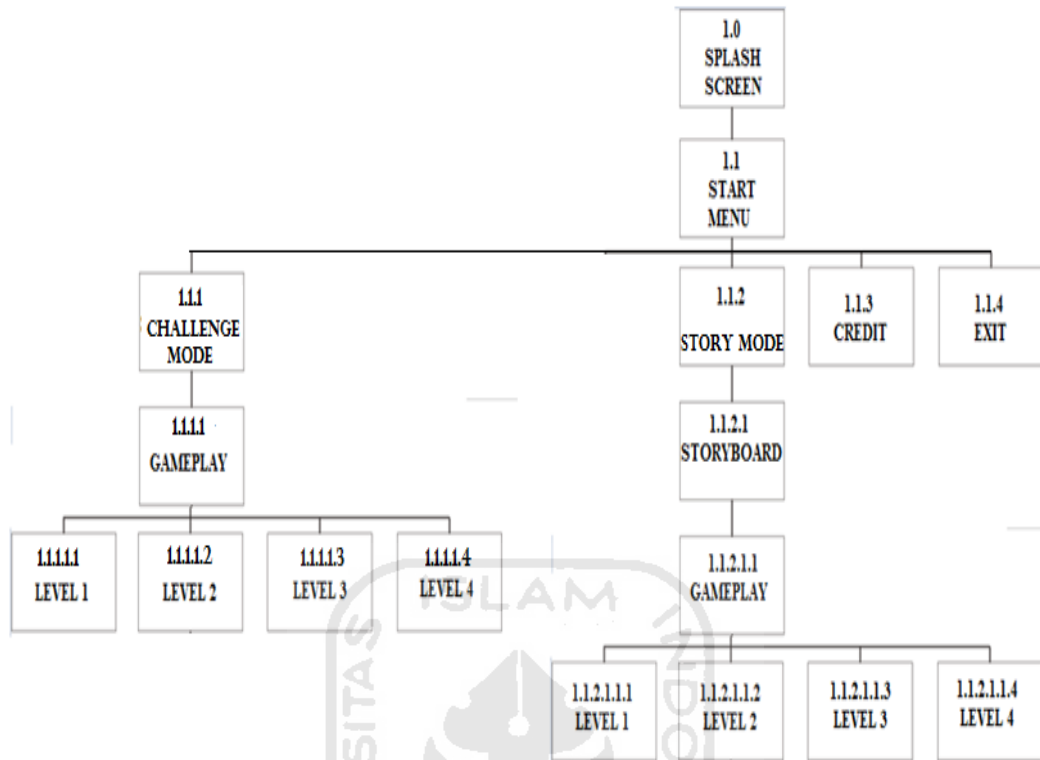 1.0
SPLASH
SCREEN
1.1
START
MENU
1.1.1
CHALLENGE
MODE
1.1.2
STORY MODE
1.1.3
CREDIT
1.1.4
EXIT
1.1.1.1
GAMEPLAY
1.1.2.1
STORYBOARD
1.1.1.1.1
LEVEL 1
1.1.1.1.2
LEVEL 2
1.1.1.1.3
LEVEL 3
1.1.1.1.4
LEVEL 4
1.1.2.1.1
GAMEPLAY
1.1.2.1.1.1
LEVEL 1
1.1.2.1.1.2
LEVEL 2
1.1.2.1.1.3
LEVEL 3
1.1.2.1.1.4
LEVEL 4
SITAS
ISLAM
INDO